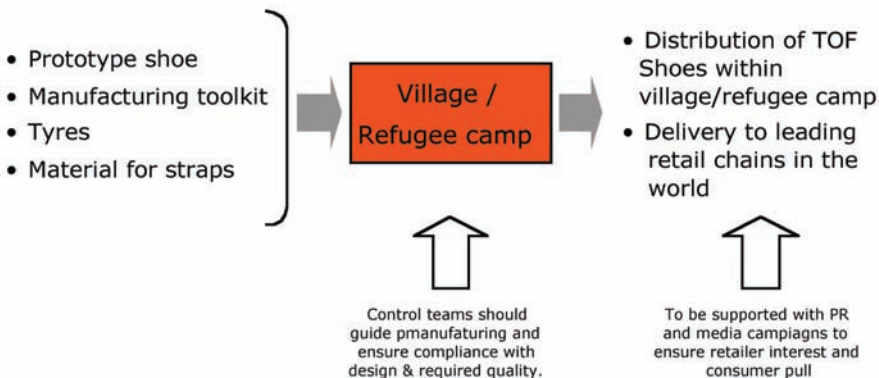 • Prototype shoe
• Manufacturing toolkit
• Tyres
• Material for straps
Village /
Refugee camp
• Distribution of TOF
Shoes within
village/refugee camp
• Delivery to leading
retail chains in the
world
Control teams should
guide pmanufaturing and
ensure compliance with
design & required quality.
To be supported with PR
and media campiagns to
ensure retailer interest and
consumer pull